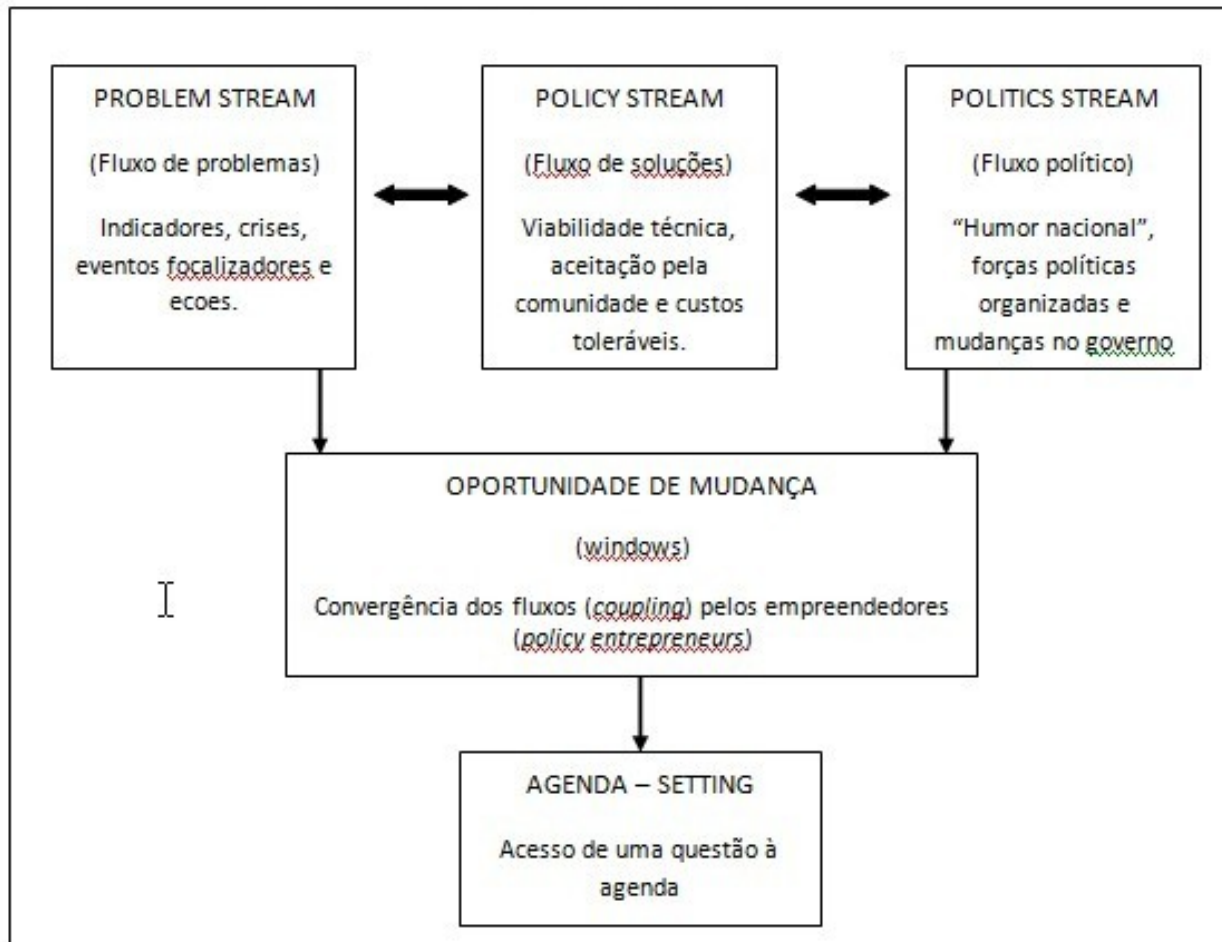 PROBLEM STREAM
(Fluxo de problemas)
Indicadores, crises,
eventos focalizadores e
ecoes.
POLICY STREAM
(Fluxo de soluções)
Viabilidade técnica,
aceitação pela
comunidade e custos
toleráveis.
POLITICS STREAM
(Fluxo político)
“Humor nacional”,
forças políticas
organizadas e
mudanças no governo
OPORTUNIDADE DE MUDANÇA
(windows)
Convergência dos fluxos (coupling) pelos empreendedores
(policy entrepreneurs)
AGENDA – SETTING
Acesso de uma questão à
agenda